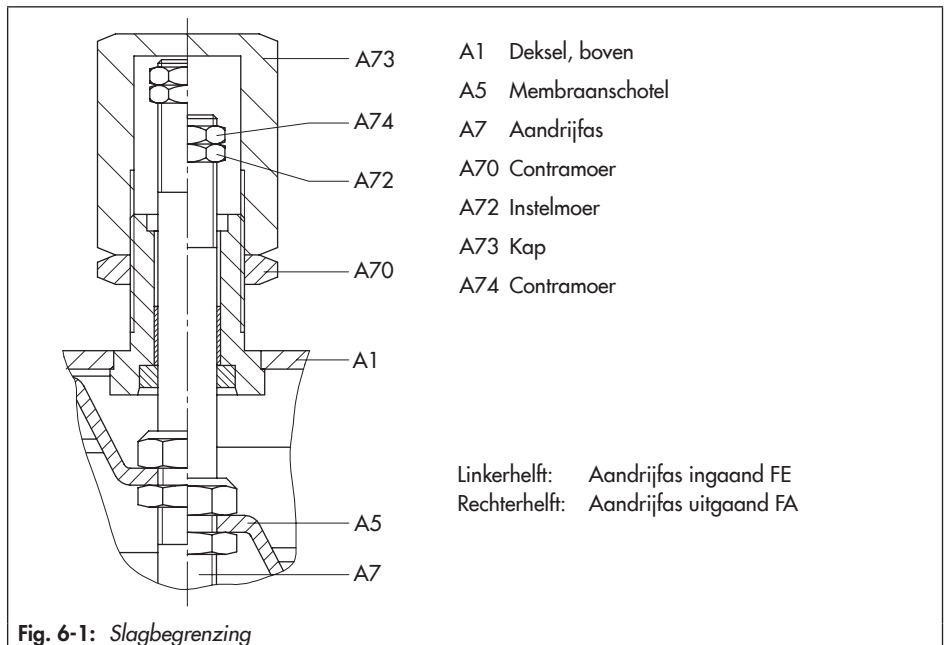 A73
A74
A72
A70
A1
A5
A7
A1 Deksel, boven
A5 Membraanschotel
A7 Aandrijfas
A70 Contramoer
A72 Instelmoer
A73 Kap
A74 Contramoer
Linkerhelft: Aandrijfas ingaand FE
Rechterhelft: Aandrijfas uitgaand FA
Fig. 6-1: Slagbegrenzing